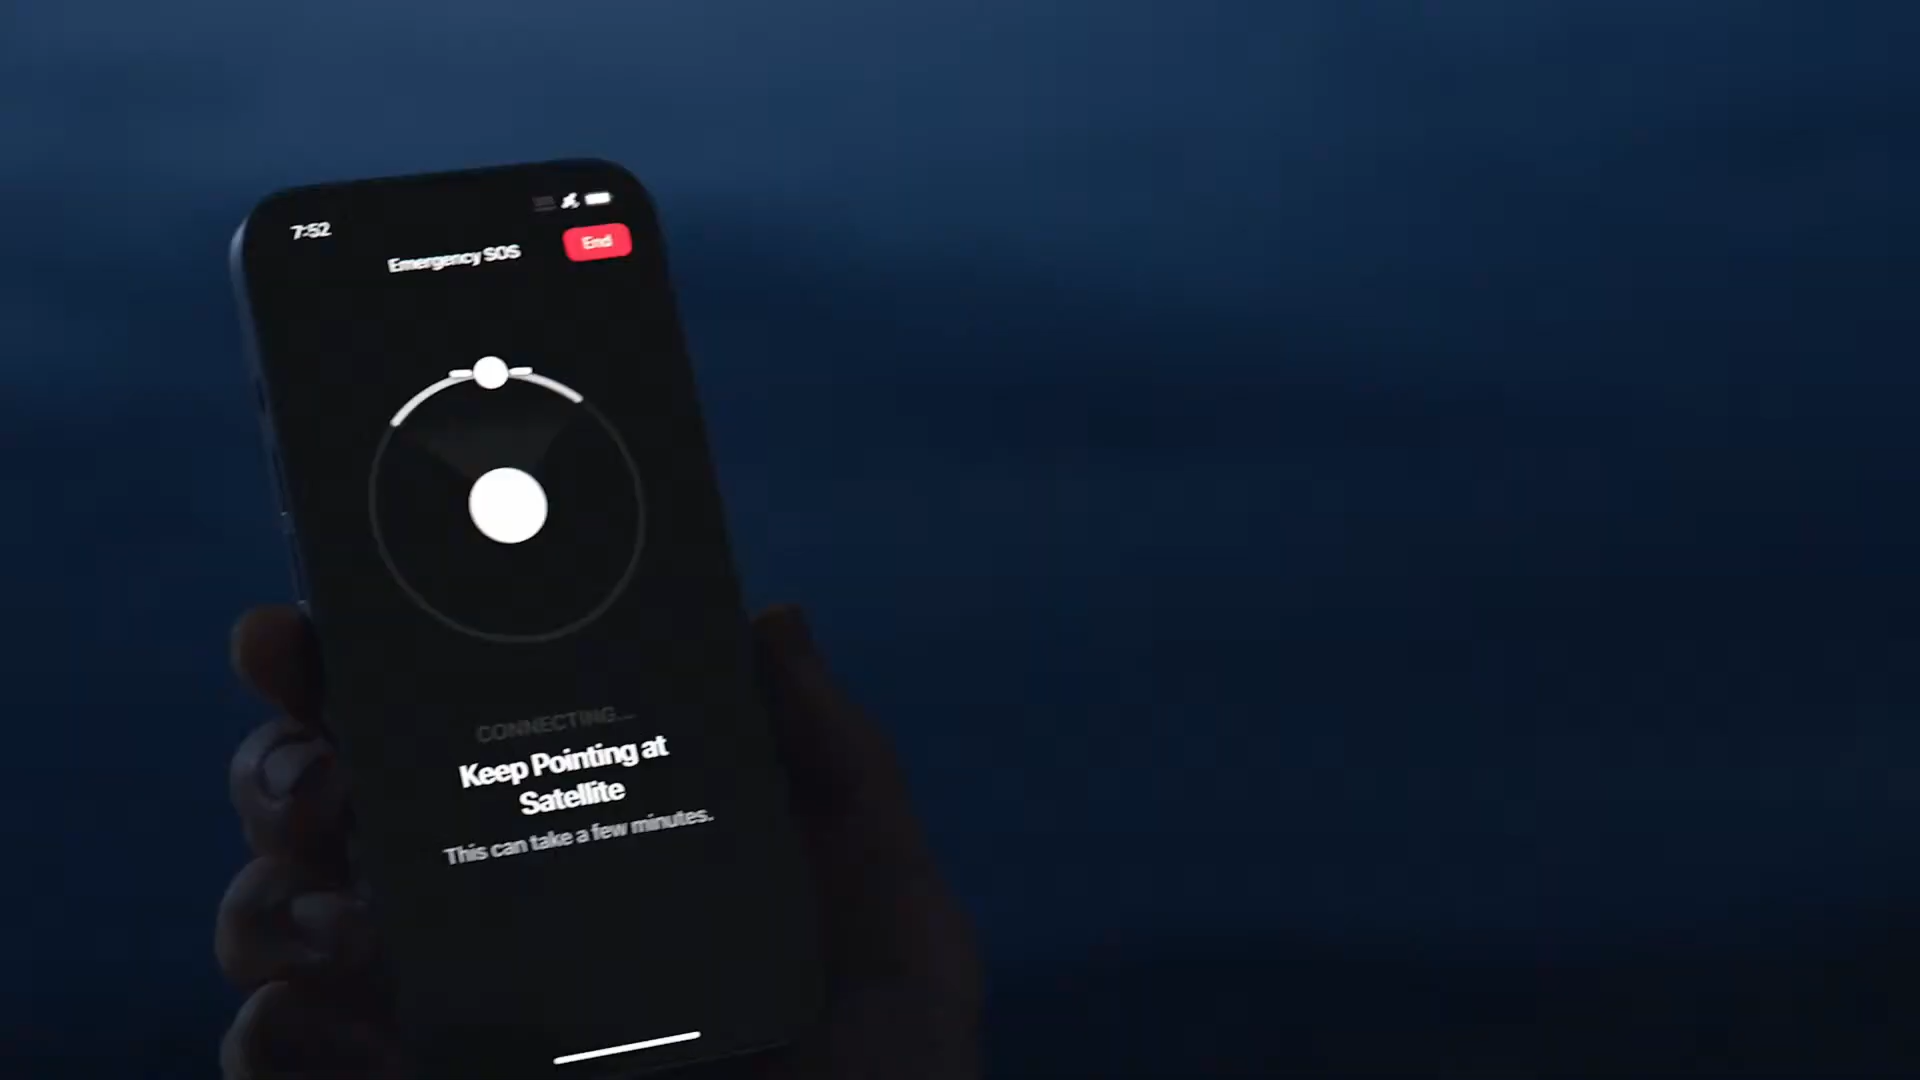 7:52
Emergency SOS
End
CONNECTING...
Keep Pointing at
Satellite
This can take a few minutes.